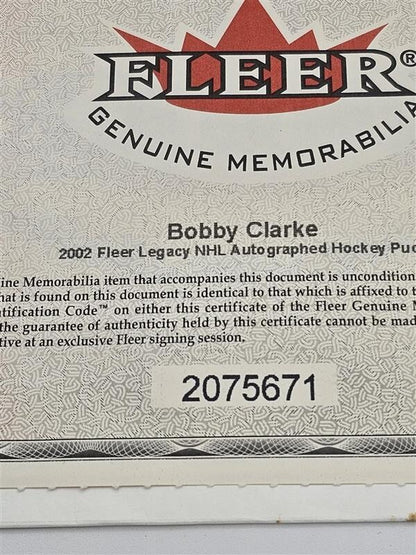 FLEER®
GENUINE MEMORABILIA
Bobby Clarke
2002 Fleer Legacy NHL Autographed Hockey Puc
ine Memorabilia item that accompanies this document is uncondition
hat is found on this document is identical to that which is affixed to t
tification Code™ on either this certificate of the Fleer Genuine M
the guarantee of authenticity held by this certificate cannot be mad
tive at an exclusive Fleer signing session.
2075671